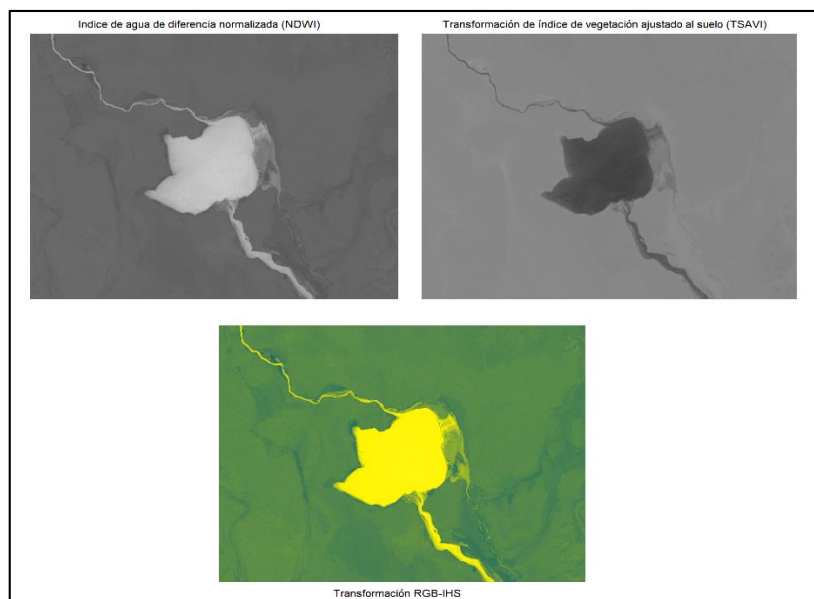 Indice de agua de diferencia normalizada (NDWI)
Transformación de índice de vegetación ajustado al suelo (TSAVI)
Transformación RGB-IHS